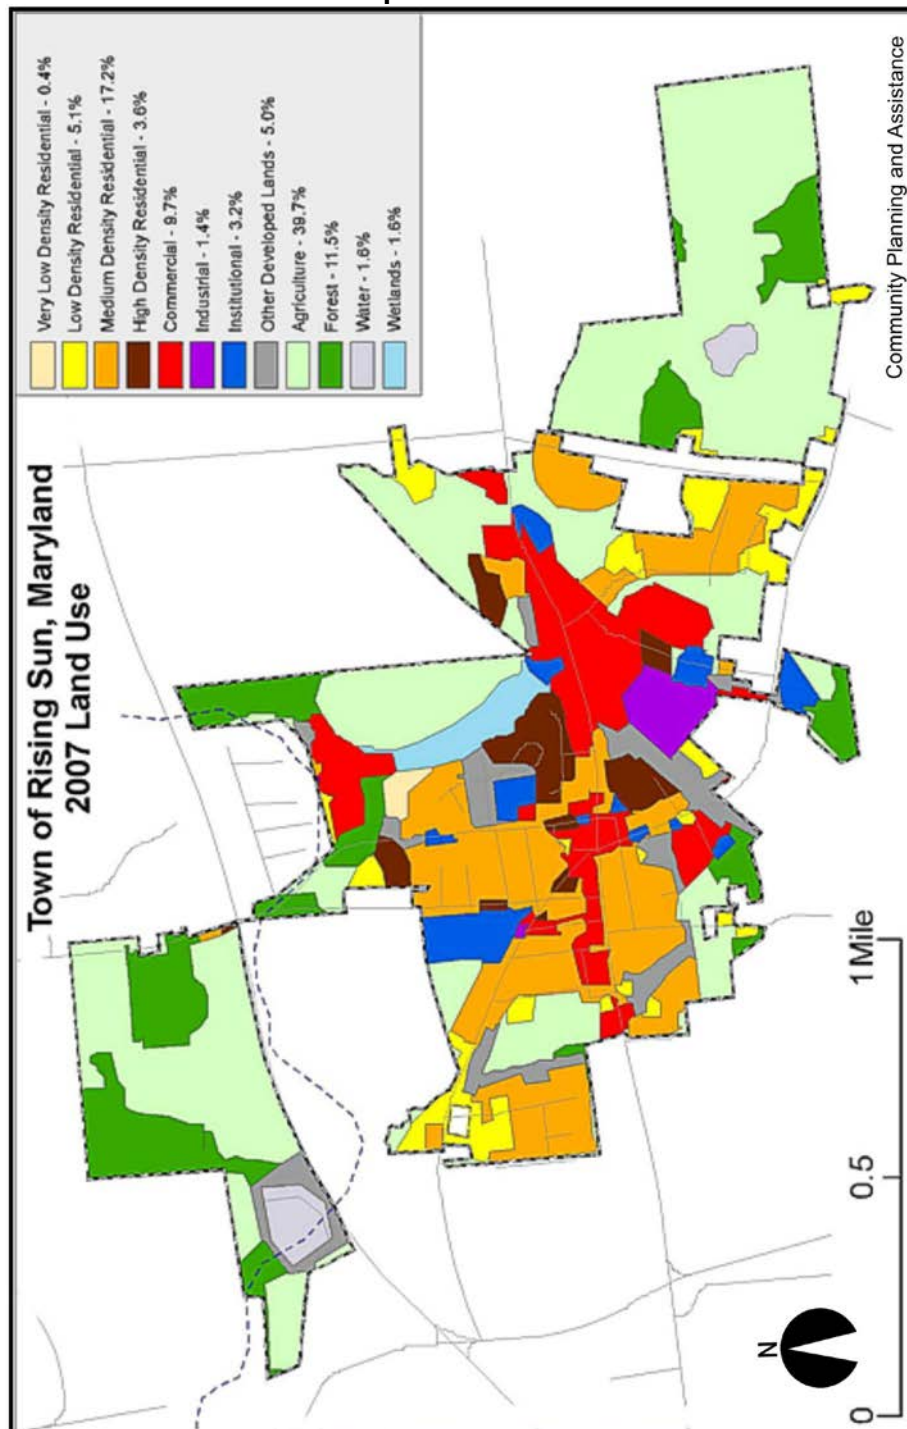 Town of Rising Sun, Maryland
2007 Land Use
Very Low Density Residential - 0.4%
Low Density Residential - 5.1%
Medium Density Residential - 17.2%
High Density Residential - 3.6%
Commercial - 9.7%
Industrial - 1.4%
Institutional - 3.2%
Other Developed Lands - 5.0%
Agriculture - 39.7%
Forest - 11.5%
Water - 1.6%
Wetlands - 1.6%
N
0
0.5
1Mile
Community Planning and Assistance